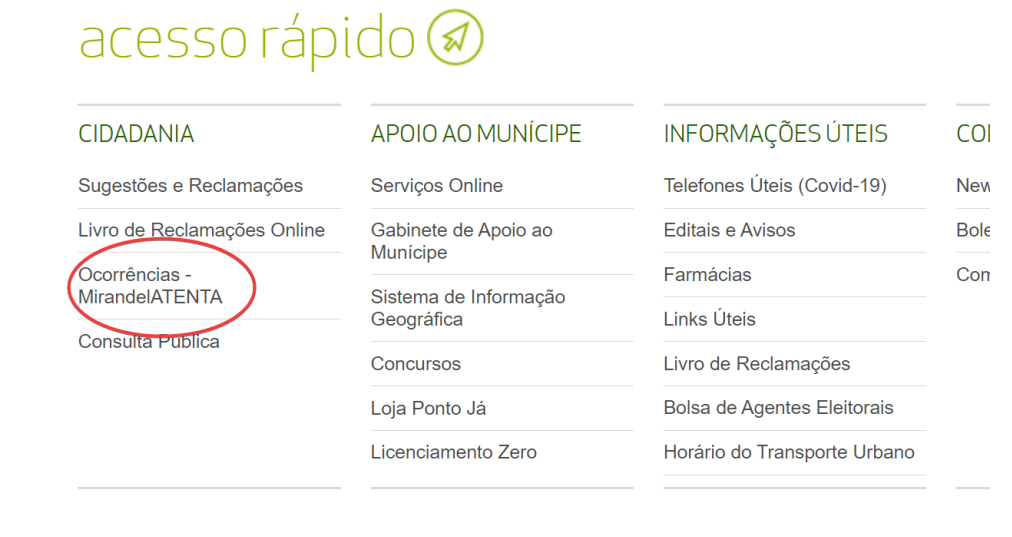 acesso rápido
CIDADANIA
Sugestões e Reclamações
Livro de Reclamações Online
Ocorrências -
MirandelATENTA
Consulta Pública
APOIO AO MUNÍCIPE
Serviços Online
Gabinete de Apoio ao
Munícipe
Sistema de Informação
Geográfica
Concursos
Loja Ponto Já
Licenciamento Zero
INFORMAÇÕES ÚTEIS
Telefones Úteis (Covid-19)
Editais e Avisos
Farmácias
Links Úteis
Livro de Reclamações
Bolsa de Agentes Eleitorais
Horário do Transporte Urbano